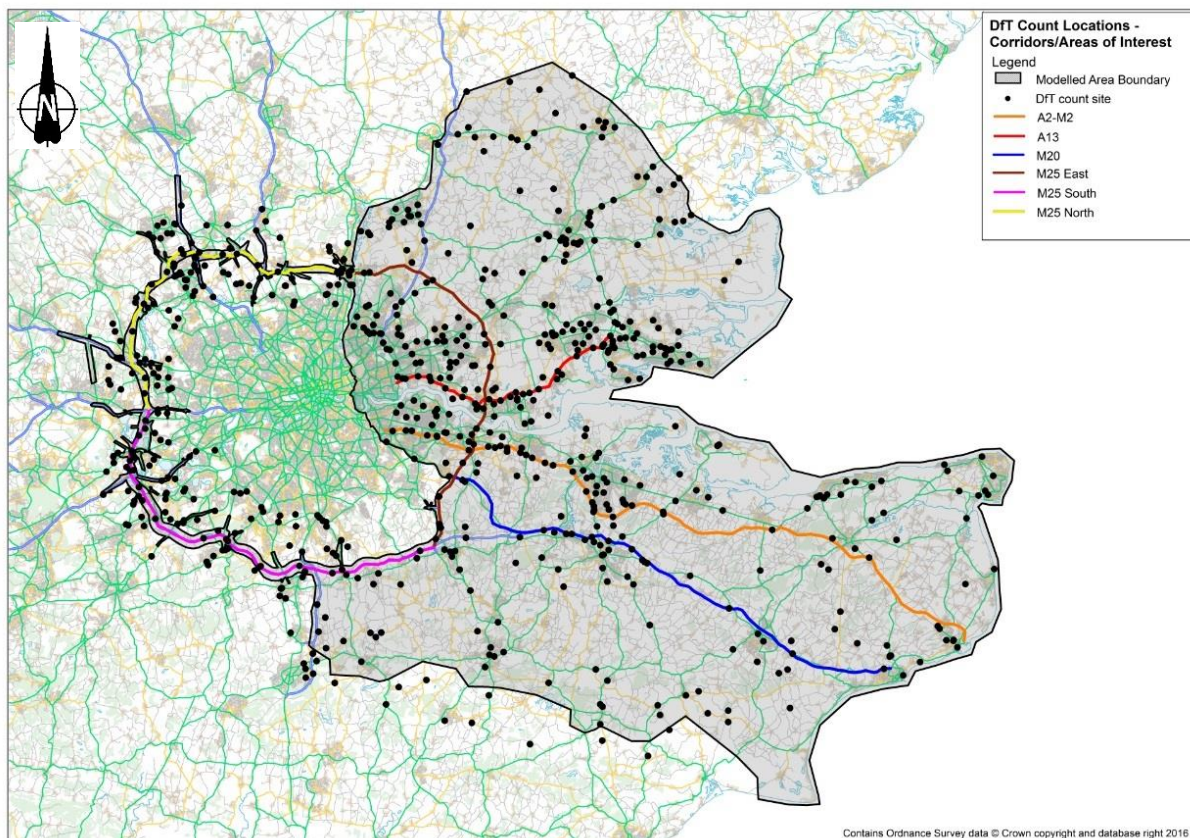 N
DfT Count Locations -
Corridors/Areas of Interest
Legend
Modelled Area Boundary
DfT count site
A2-M2
A13
M20
M25 East
M25 South
M25 North
Contains Ordnance Survey data © Crown copyright and database right 2016